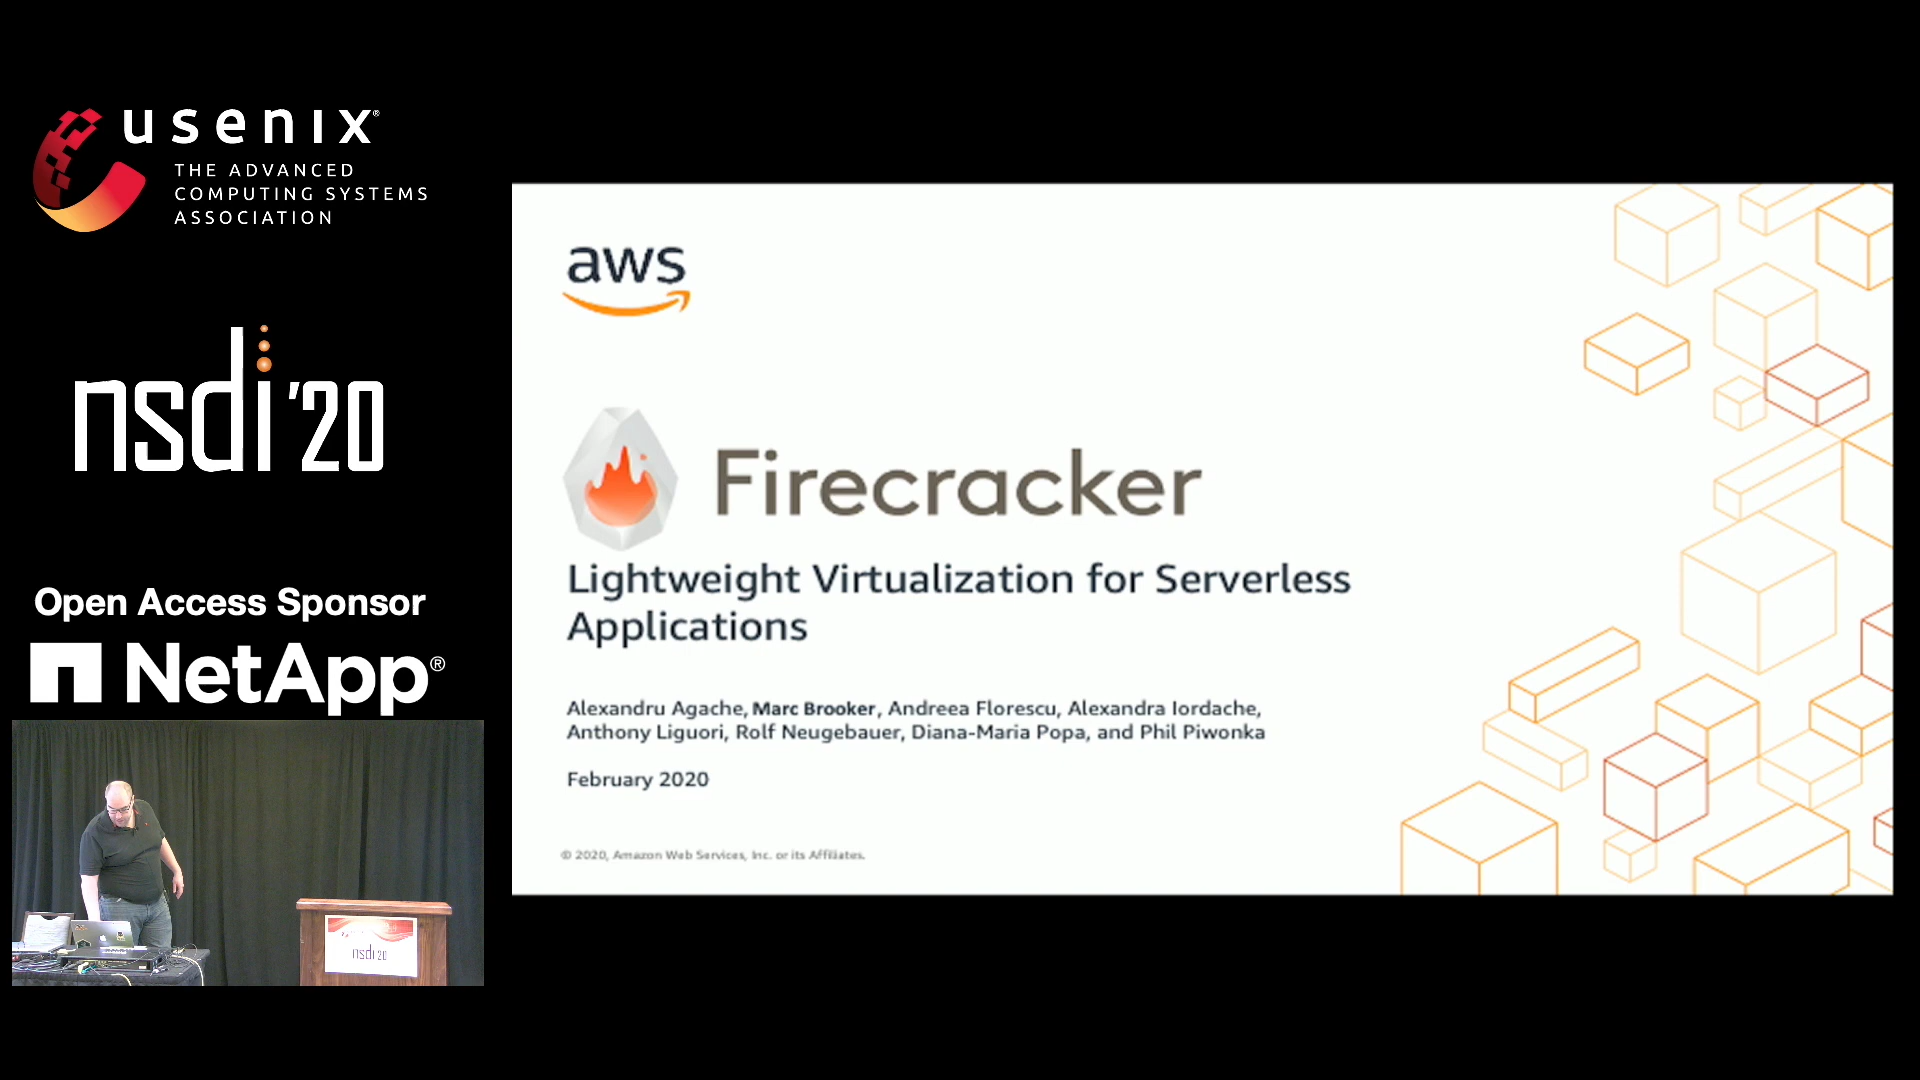 usenix®
THE ADVANCED
COMPUTING SYSTEMS
ASSOCIATION
nsdi '20
Open Access Sponsor
NetApp®
nsdi '20
aws
Firecracker
Lightweight Virtualization for Serverless
Applications
Alexandru Agache, Marc Brooker, Andreea Florescu, Alexandra Iordache,
Anthony Liguori, Rolf Neugebauer, Diana-Maria Popa, and Phil Piwonka
February 2020
© 2020, Amazon Web Services, Inc. or its Affiliates.